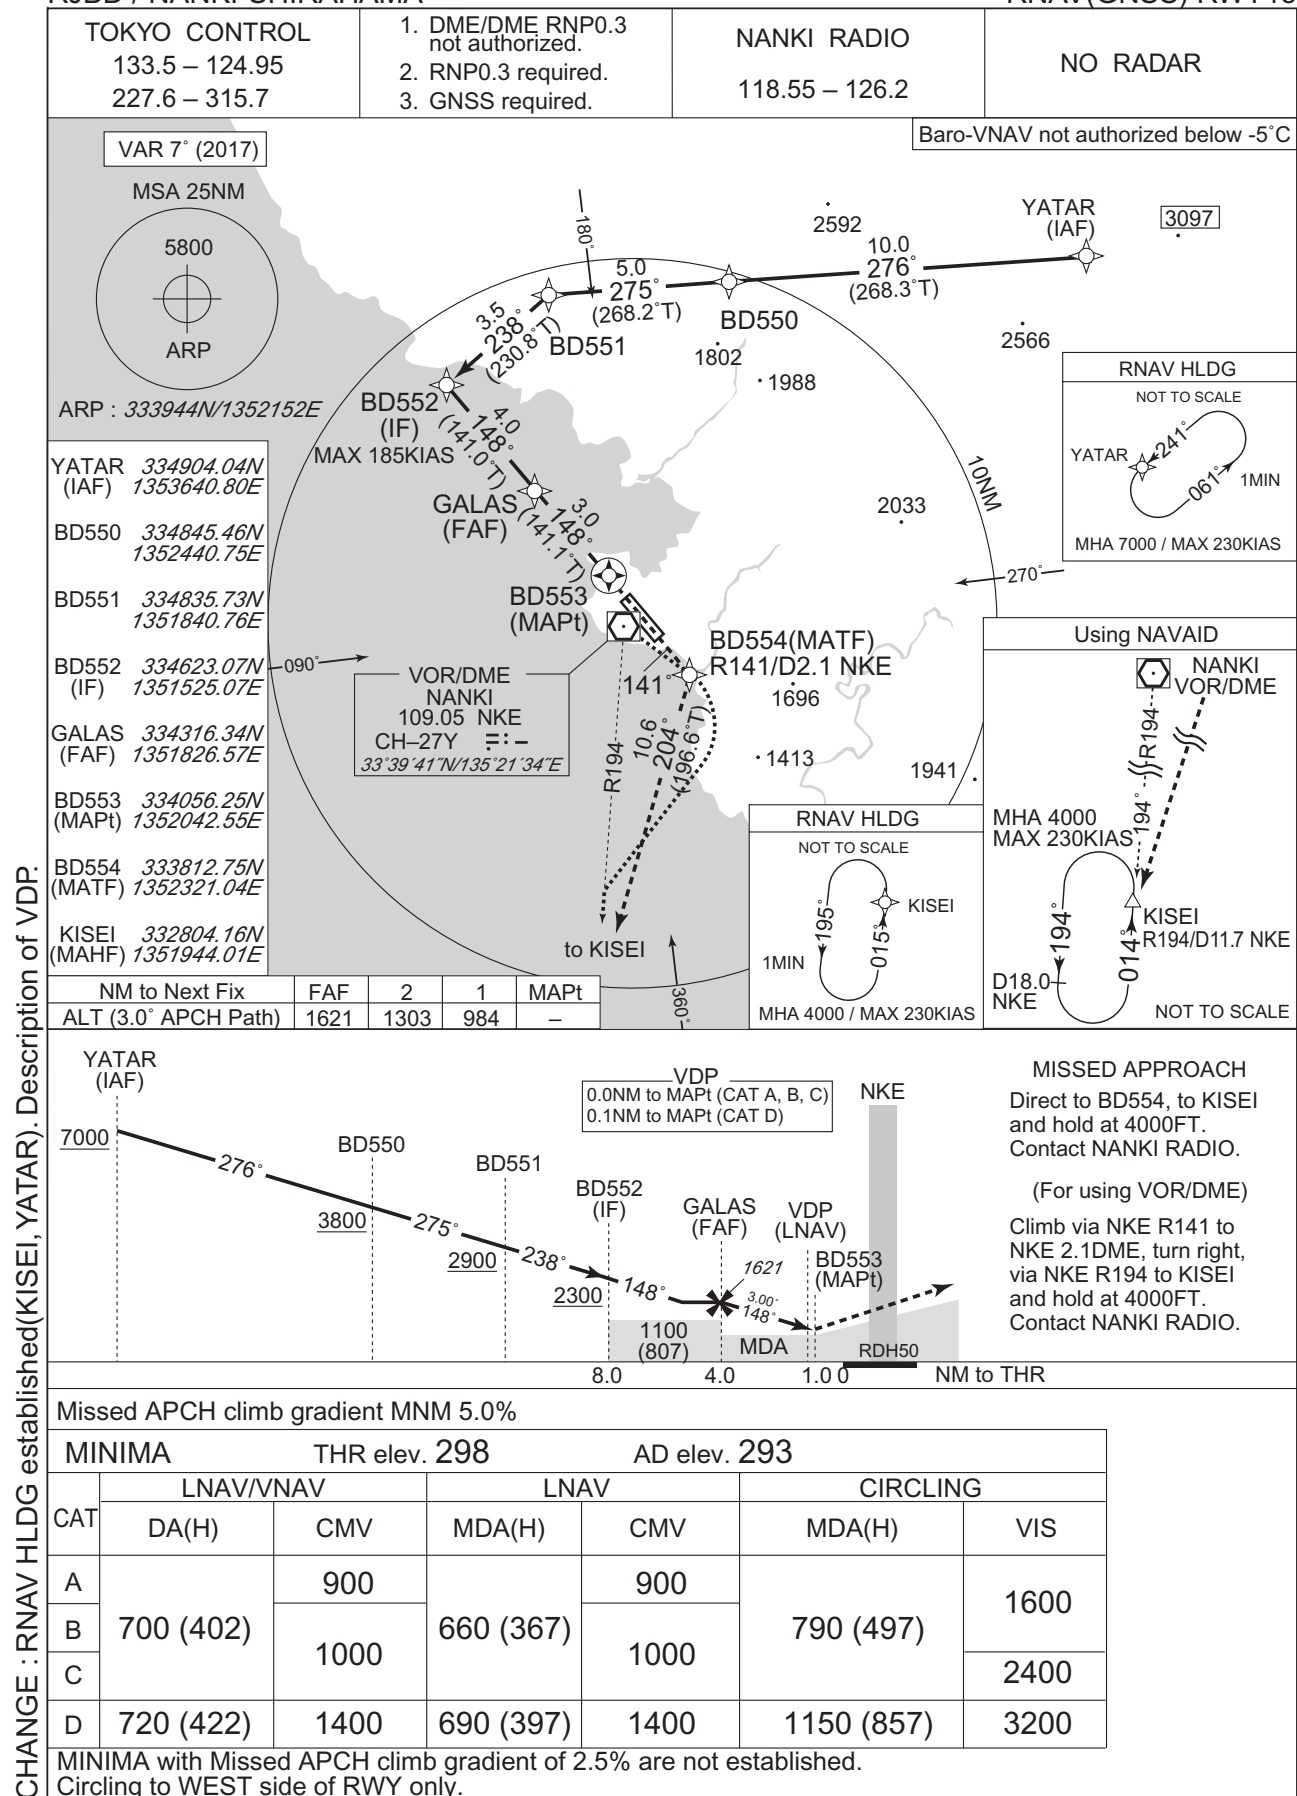 TOKYO CONTROL
133.5 – 124.95
227.6 – 315.7
1. DME/DME RNP0.3
not authorized.
2. RNP0.3 required.
3. GNSS required.
NANKI RADIO
118.55 – 126.2
NO RADAR
Baro-VNAV not authorized below -5˚C
VAR 7˚ (2017)
MSA 25NM
5800
ARP
ARP : 333944N/1352152E
YATAR 334904.04N
(IAF) 1353640.80E
BD550 334845.46N
1352440.75E
BD551 334835.73N
1351840.76E
BD552 334623.07N
(IF) 1351525.07E
GALAS 334316.34N
(FAF) 1351826.57E
BD553 334056.25N
(MAPt) 1352042.55E
BD554 333812.75N
(MATF) 1352321.04E
KISEI 332804.16N
(MAHF) 1351944.01E
180˚
2592
YATAR
(IAF)
3097
10.0
276˚
(268.3˚T)
5.0
275˚
(268.2˚T)
BD550
BD551
3.5
238˚
(230.8˚T)
1802
1988
2566
BD552
(IF)
MAX 185KIAS
4.0
148˚
(141.0˚T)
GALAS
(FAF)
3.0
148˚
(141.1˚T)
10NM
2033
270˚
BD553
(MAPt)
BD554(MATF)
R141/D2.1 NKE
141˚
1696
090˚
VOR/DME
NANKI
109.05 NKE
CH–27Y
33˚39´41˝N/135˚21´34˝E
R194
10.6
204˚
(196.6˚T)
1413
1941
to KISEI
360˚
RNAV HLDG
NOT TO SCALE
YATAR
241˚
061˚
1MIN
MHA 7000 / MAX 230KIAS
Using NAVAID
NANKI
VOR/DME
R194
194˚
MHA 4000
MAX 230KIAS
194˚
014˚
KISEI
R194/D11.7 NKE
D18.0
NKE
NOT TO SCALE
RNAV HLDG
NOT TO SCALE
195˚
015˚
KISEI
1MIN
MHA 4000 / MAX 230KIAS
NM to Next Fix FAF 2 1 MAPt
ALT (3.0˚ APCH Path) 1621 1303 984 –
YATAR
(IAF)
7000
276˚
BD550
3800
275˚
BD551
2900
238˚
BD552
(IF)
2300
148˚
GALAS
(FAF)
1621
3.00˚
148˚
VDP
(LNAV)
BD553
(MAPt)
VDP
0.0NM to MAPt (CAT A, B, C)
0.1NM to MAPt (CAT D)
NKE
1100
(807)
MDA
RDH50
8.0 4.0 1.0 0 NM to THR
MISSED APPROACH
Direct to BD554, to KISEI
and hold at 4000FT.
Contact NANKI RADIO.
(For using VOR/DME)
Climb via NKE R141 to
NKE 2.1DME, turn right,
via NKE R194 to KISEI
and hold at 4000FT.
Contact NANKI RADIO.
Missed APCH climb gradient MNM 5.0%
MINIMA THR elev. 298 AD elev. 293
CAT LNAV/VNAV LNAV CIRCLING
DA(H) CMV MDA(H) CMV MDA(H) VIS
A 900 900
B 700 (402) 1000 660 (367) 1000 790 (497) 1600
C 2400
D 720 (422) 1400 690 (397) 1400 1150 (857) 3200
MINIMA with Missed APCH climb gradient of 2.5% are not established.
Circling to WEST side of RWY only.
CHANGE : RNAV HLDG established(KISEI, YATAR). Description of VDP.